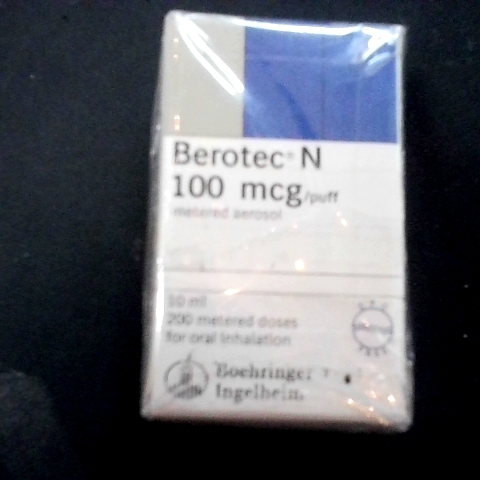 Berotec® N
100 mcg/puff
metered aerosol
10 ml
200 metered doses
for oral inhalation
Boehringer
Ingelheim